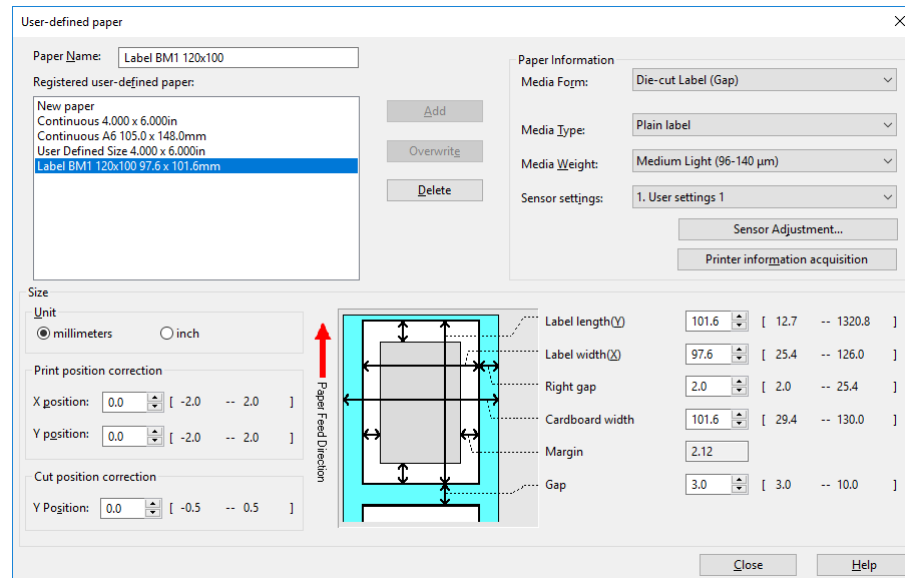 User-defined paper
Paper Name: Label BM1 120x100
Registered user-defined paper:
New paper
Continuous 4.000 x 6.000in
Continuous A6 105.0 x 148.0mm
User Defined Size 4.000 x 6.000in
Label BM1 120x100 97.6 x 101.6mm
Add
Overwrite
Delete
Paper Information
Media Form: Die-cut Label (Gap)
Media Type: Plain label
Media Weight: Medium Light (96-140 µm)
Sensor settings: 1. User settings 1
Sensor Adjustment...
Printer information acquisition
Size
Unit
millimeters inch
Print position correction
X position: 0.0 [ -2.0 -- 2.0 ]
Y position: 0.0 [ -2.0 -- 2.0 ]
Cut position correction
Y Position: 0.0 [ -0.5 -- 0.5 ]
Paper Feed Direction
Label length(Y) 101.6 [ 12.7 -- 1320.8 ]
Label width(X) 97.6 [ 25.4 -- 126.0 ]
Right gap 2.0 [ 2.0 -- 25.4 ]
Cardboard width 101.6 [ 29.4 -- 130.0 ]
Margin 2.12
Gap 3.0 [ 3.0 -- 10.0 ]
Close Help